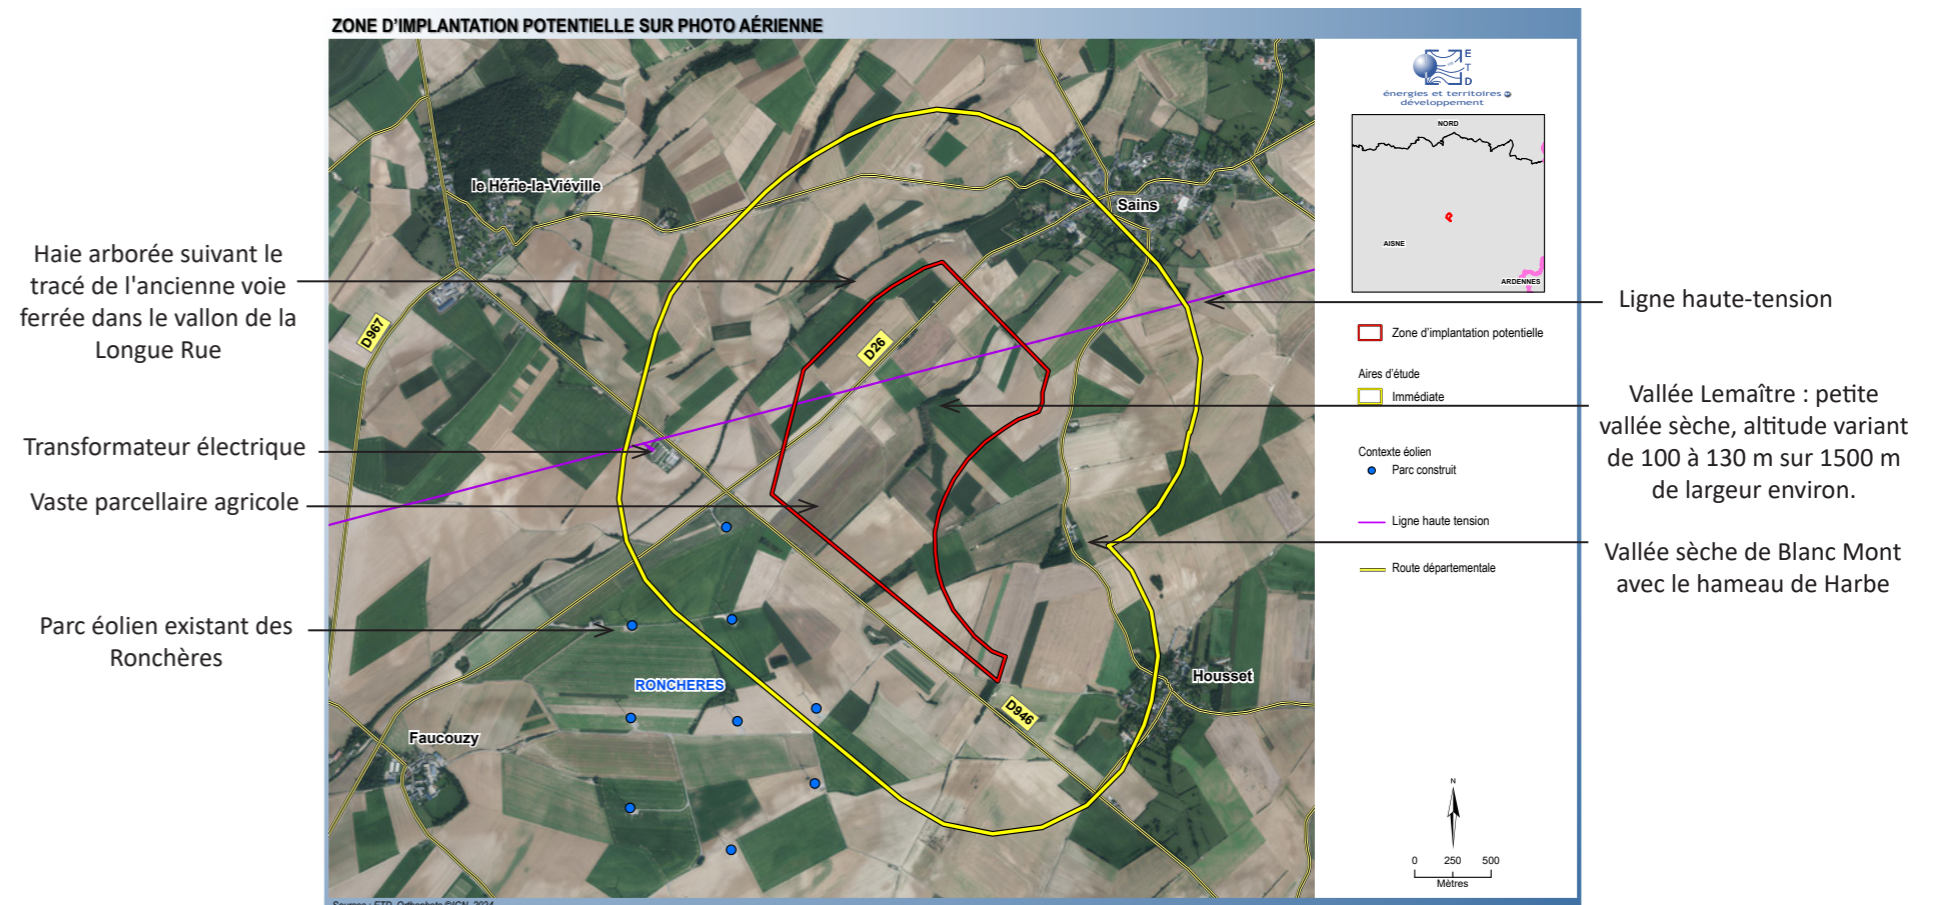 ZONE D'IMPLANTATION POTENTIELLE SUR PHOTO AÉRIENNE
Haie arborée suivant le
tracé de l'ancienne voie
ferrée dans le vallon de la
Longue Rue
Transformateur électrique
Vaste parcellaire agricole
Parc éolien existant des
Ronchères
le Hérie-la-Viéville
Sains
D967
D26
RONCHERES
Faucouzy
D946
Housset
Sources : ETD, Orthophoto ©IGN, 2024
E
T
D
énergies et territoires
développement
NORD
AISNE
ARDENNES
Zone d'implantation potentielle
Aires d'étude
Immédiate
Contexte éolien
Parc construit
Ligne haute tension
Route départementale
N
0 250 500
Mètres
Ligne haute-tension
Vallée Lemaître : petite
vallée sèche, altitude variant
de 100 à 130 m sur 1500 m
de largeur environ.
Vallée sèche de Blanc Mont
avec le hameau de Harbe